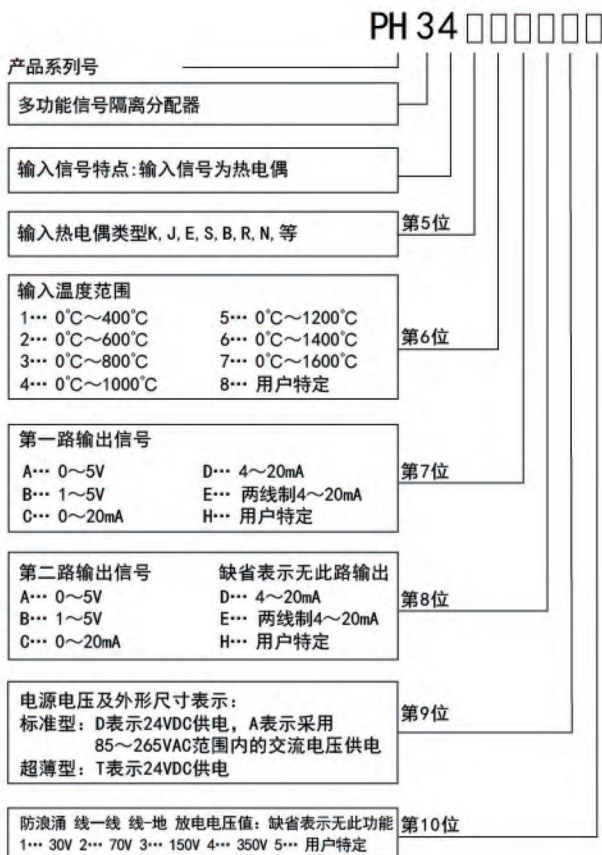 PH34□□□□□□
产品系列号
多功能信号隔离分配器
输入信号特点:输入信号为热电偶
输入热电偶类型K,J,E,S,B,R,N,等
第5位
输入温度范围
1… 0℃～400℃ 5… 0℃～1200℃
2… 0℃～600℃ 6… 0℃～1400℃
3… 0℃～800℃ 7… 0℃～1600℃
4… 0℃～1000℃ 8… 用户特定
第6位
第一路输出信号
A… 0～5V D… 4～20mA
B… 1～5V E… 两线制4～20mA
C… 0～20mA H… 用户特定
第7位
第二路输出信号 缺省表示无此路输出
A… 0～5V D… 4～20mA
B… 1～5V E… 两线制4～20mA
C… 0～20mA H… 用户特定
第8位
电源电压及外形尺寸表示：
标准型：D表示24VDC供电，A表示采用
85～265VAC范围内的交流电压供电
超薄型：T表示24VDC供电
第9位
防浪涌 线一线 线-地 放电电压值：缺省表示无此功能
1… 30V 2… 70V 3… 150V 4… 350V 5… 用户特定
第10位